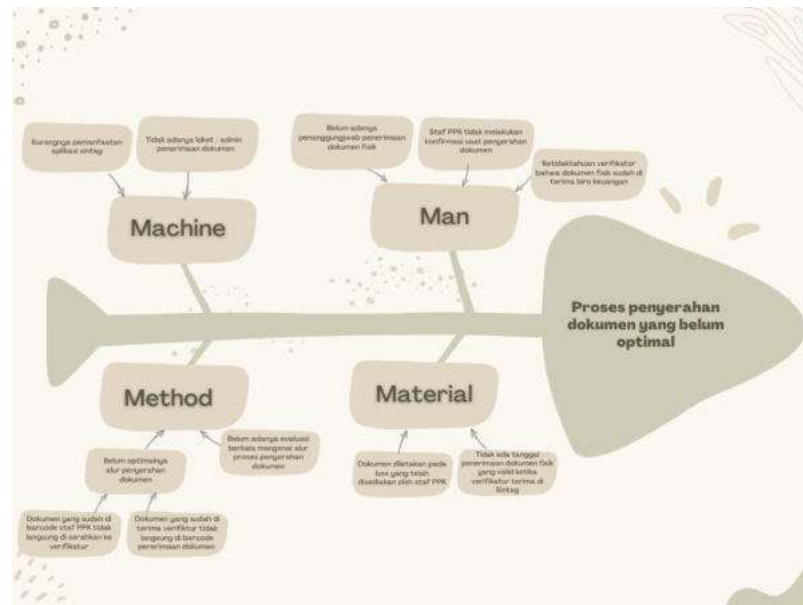 Kurangnya pemanfaatan
aplikasi sintag
Tidak adanya loket / admin
penerimaan dokumen
Belum adanya
penanggungjwab penerimaan
dokumen fisik
Staf PPK tidak melakukan
konfirmasi saat penyerahan
dokumen
Ketidaktahuan verifikator
bahwa dokumen fisik sudah di
terima biro keuangan
Machine
Man
Proses penyerahan
dokumen yang belum
optimal
Method
Material
Belum optimalnya
alur penyerahan
dokumen
Belum adanya evaluasi
berkala mengenai alur
proses penyerahan
dokumen
Dokumen diletakan pada
box yang telah
disediakan oleh staf PPK
Tidak ada tanggal
penerimaan dokumen fisik
yang valid ketika
verifikatur terima di
Sintag
Dokumen yang sudah di
barcode staf PPK tidak
langsung di serahkan ke
verifikatur
Dokumen yang sudah di
terima verifiktur tidak
langsung di barcode
penerimaan dokumen